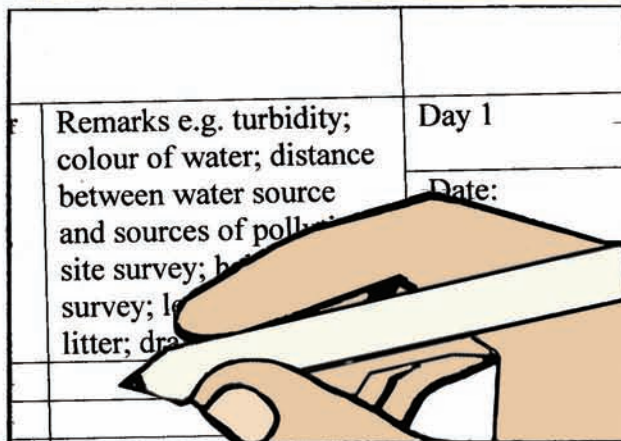 Remarks e.g. turbidity;
colour of water; distance
between water source
and sources of
site survey;
survey;
litter;
Day 1
Date: